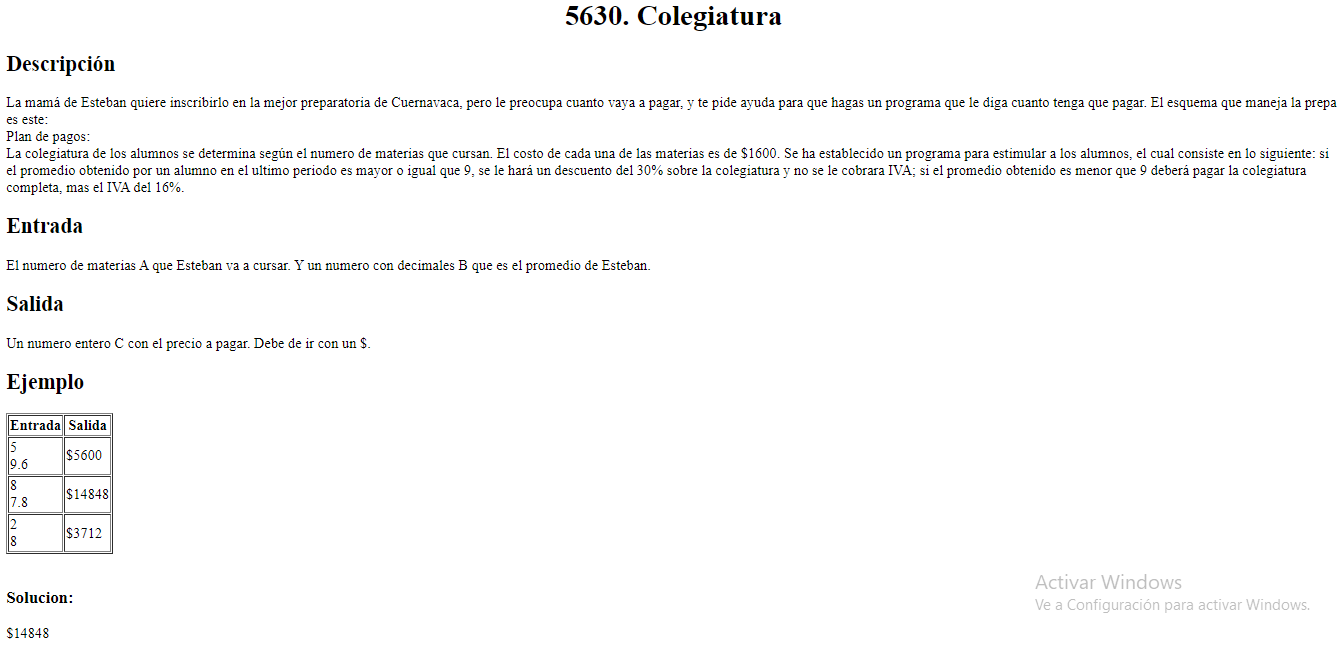 5630. Colegiatura
Descripción
La mamá de Esteban quiere inscribirlo en la mejor preparatoria de Cuernavaca, pero le preocupa cuanto vaya a pagar, y te pide ayuda para que hagas un programa que le diga cuanto tenga que pagar. El esquema que maneja la prepa
es este:
Plan de pagos:
La colegiatura de los alumnos se determina según el numero de materias que cursan. El costo de cada una de las materias es de $1600. Se ha establecido un programa para estimular a los alumnos, el cual consiste en lo siguiente: si
el promedio obtenido por un alumno en el ultimo periodo es mayor o igual que 9, se le hará un descuento del 30% sobre la colegiatura y no se le cobrara IVA; si el promedio obtenido es menor que 9 deberá pagar la colegiatura
completa, mas el IVA del 16%.
Entrada
El numero de materias A que Esteban va a cursar. Y un numero con decimales B que es el promedio de Esteban.
Salida
Un numero entero C con el precio a pagar. Debe de ir con un $.
Ejemplo
Entrada Salida
5
9.6
$5600
8
7.8
$14848
2
8
$3712
Solucion:
$14848
Activar Windows
Ve a Configuración para activar Windows.